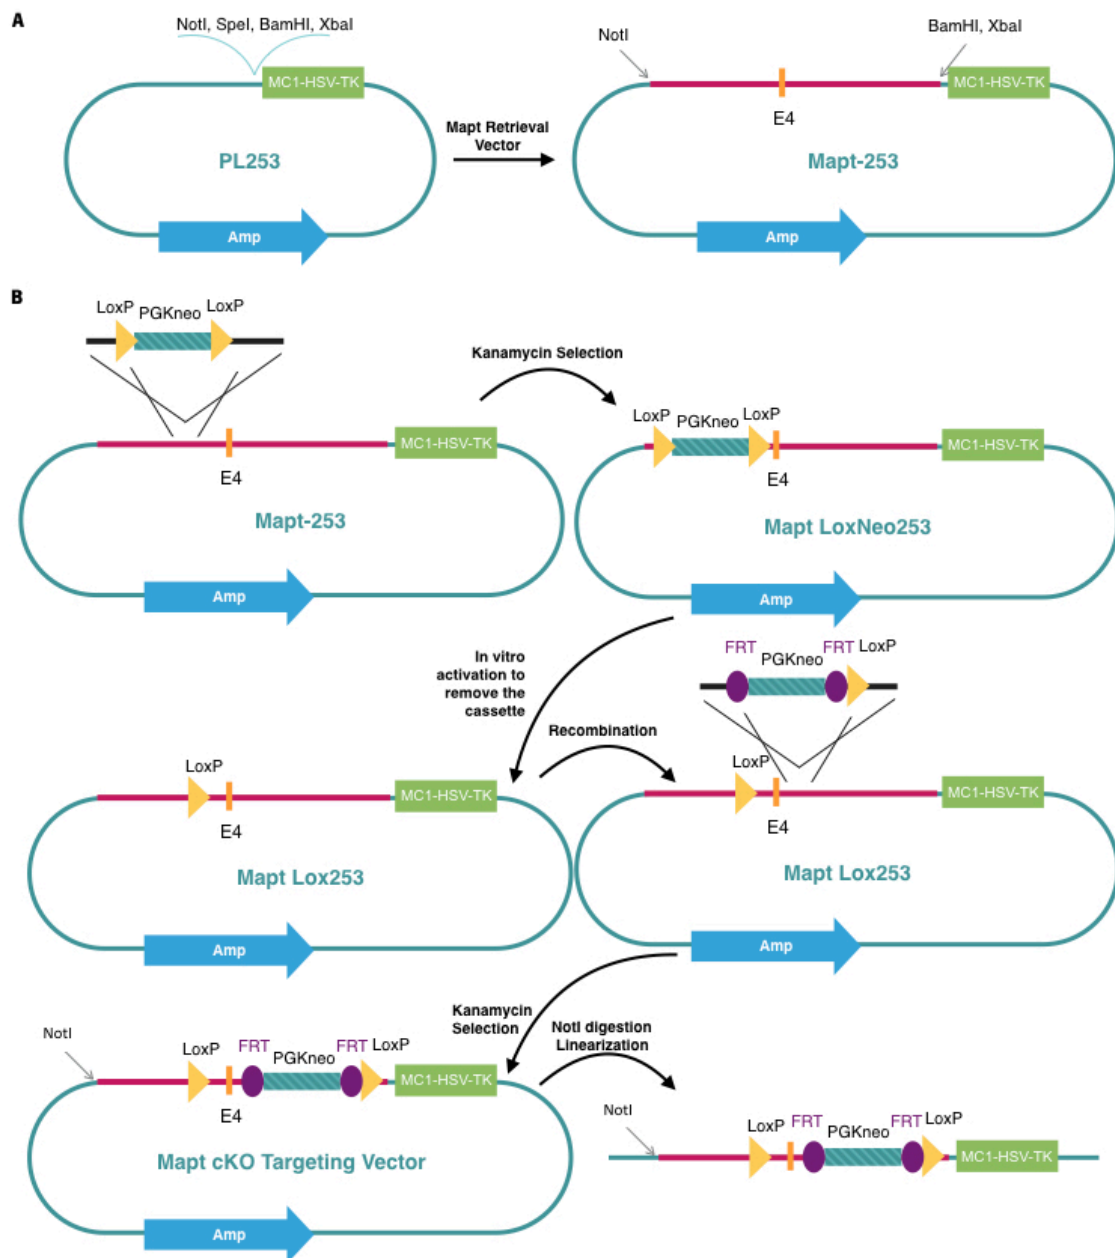 A
NotI, SpeI, BamHI, XbaI
MC1-HSV-TK
PL253
Amp
Mapt Retrieval
Vector
NotI
BamHI, XbaI
MC1-HSV-TK
E4
Mapt-253
Amp
B
LoxP PGKneo LoxP
Kanamycin Selection
MC1-HSV-TK
E4
Mapt-253
Amp
LoxP PGKneo LoxP
MC1-HSV-TK
E4
Mapt LoxNeo253
Amp
In vitro
activation to
remove the
cassette
FRT PGKneo FRT LoxP
Recombination
LoxP
MC1-HSV-TK
E4
Mapt Lox253
Amp
LoxP
MC1-HSV-TK
E4
Mapt Lox253
Amp
Kanamycin
Selection
NotI digestion
Linearization
NotI
LoxP FRT PGKneo FRT LoxP
MC1-HSV-TK
E4
Mapt cKO Targeting Vector
Amp
NotI
LoxP FRT PGKneo FRT LoxP
MC1-HSV-TK